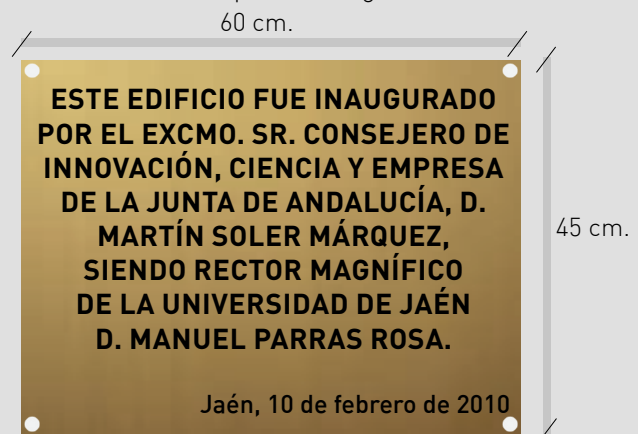 60 cm.
ESTE EDIFICIO FUE INAUGURADO
POR EL EXCMO. SR. CONSEJERO DE
INNOVACIÓN, CIENCIA Y EMPRESA
DE LA JUNTA DE ANDALUCÍA, D.
MARTÍN SOLER MÁRQUEZ,
SIENDO RECTOR MAGNÍFICO
DE LA UNIVERSIDAD DE JAÉN
D. MANUEL PARRAS ROSA.
45 cm.
Jaén, 10 de febrero de 2010